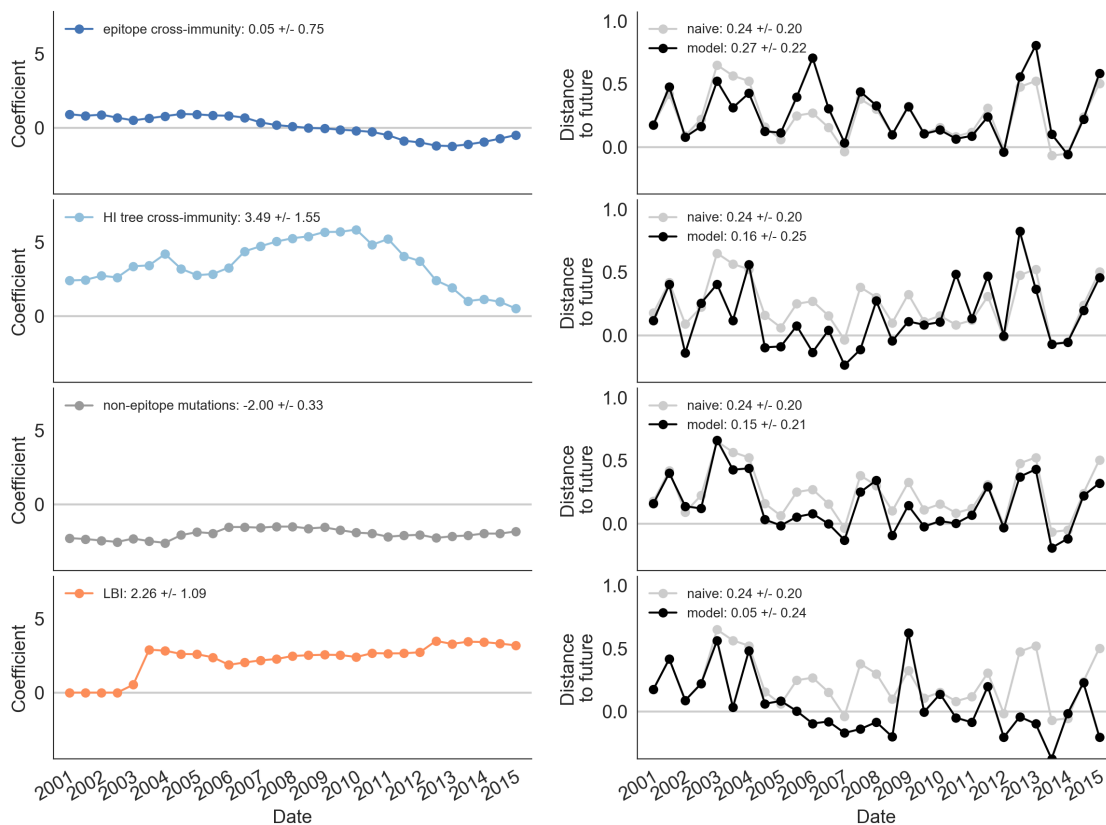 epitope cross-immunity: 0.05 +/- 0.75
5
0
Coefficient
naive: 0.24 +/- 0.20
model: 0.27 +/- 0.22
1.0
0.5
0.0
Distance
to future
HI tree cross-immunity: 3.49 +/- 1.55
5
0
Coefficient
naive: 0.24 +/- 0.20
model: 0.16 +/- 0.25
1.0
0.5
0.0
Distance
to future
non-epitope mutations: -2.00 +/- 0.33
5
0
Coefficient
naive: 0.24 +/- 0.20
model: 0.15 +/- 0.21
1.0
0.5
0.0
Distance
to future
LBI: 2.26 +/- 1.09
5
0
Coefficient
2001 2002 2003 2004 2005 2006 2007 2008 2009 2010 2011 2012 2013 2014 2015
Date
naive: 0.24 +/- 0.20
model: 0.05 +/- 0.24
1.0
0.5
0.0
Distance
to future
2001 2002 2003 2004 2005 2006 2007 2008 2009 2010 2011 2012 2013 2014 2015
Date